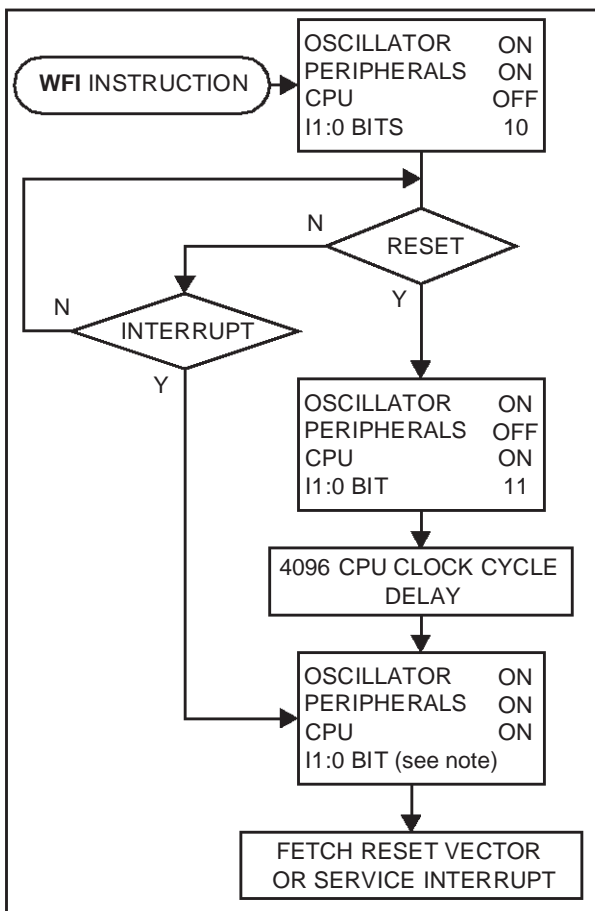 WFI INSTRUCTION
OSCILLATOR ON
PERIPHERALS ON
CPU OFF
I1:0 BITS 10
N
RESET
Y
N
INTERRUPT
Y
OSCILLATOR ON
PERIPHERALS OFF
CPU ON
I1:0 BIT 11
4096 CPU CLOCK CYCLE
DELAY
OSCILLATOR ON
PERIPHERALS ON
CPU ON
I1:0 BIT (see note)
FETCH RESET VECTOR
OR SERVICE INTERRUPT